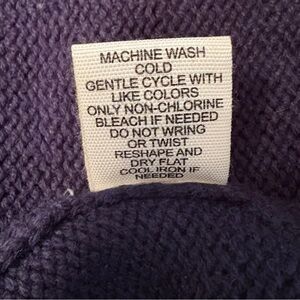 MACHINE WASH
COLD
GENTLE CYCLE WITH
LIKE COLORS
ONLY NON-CHLORINE
BLEACH IF NEEDED
DO NOT WRING
OR TWIST
RESHAPE AND
DRY FLAT
COOL IRON IF
NEEDED